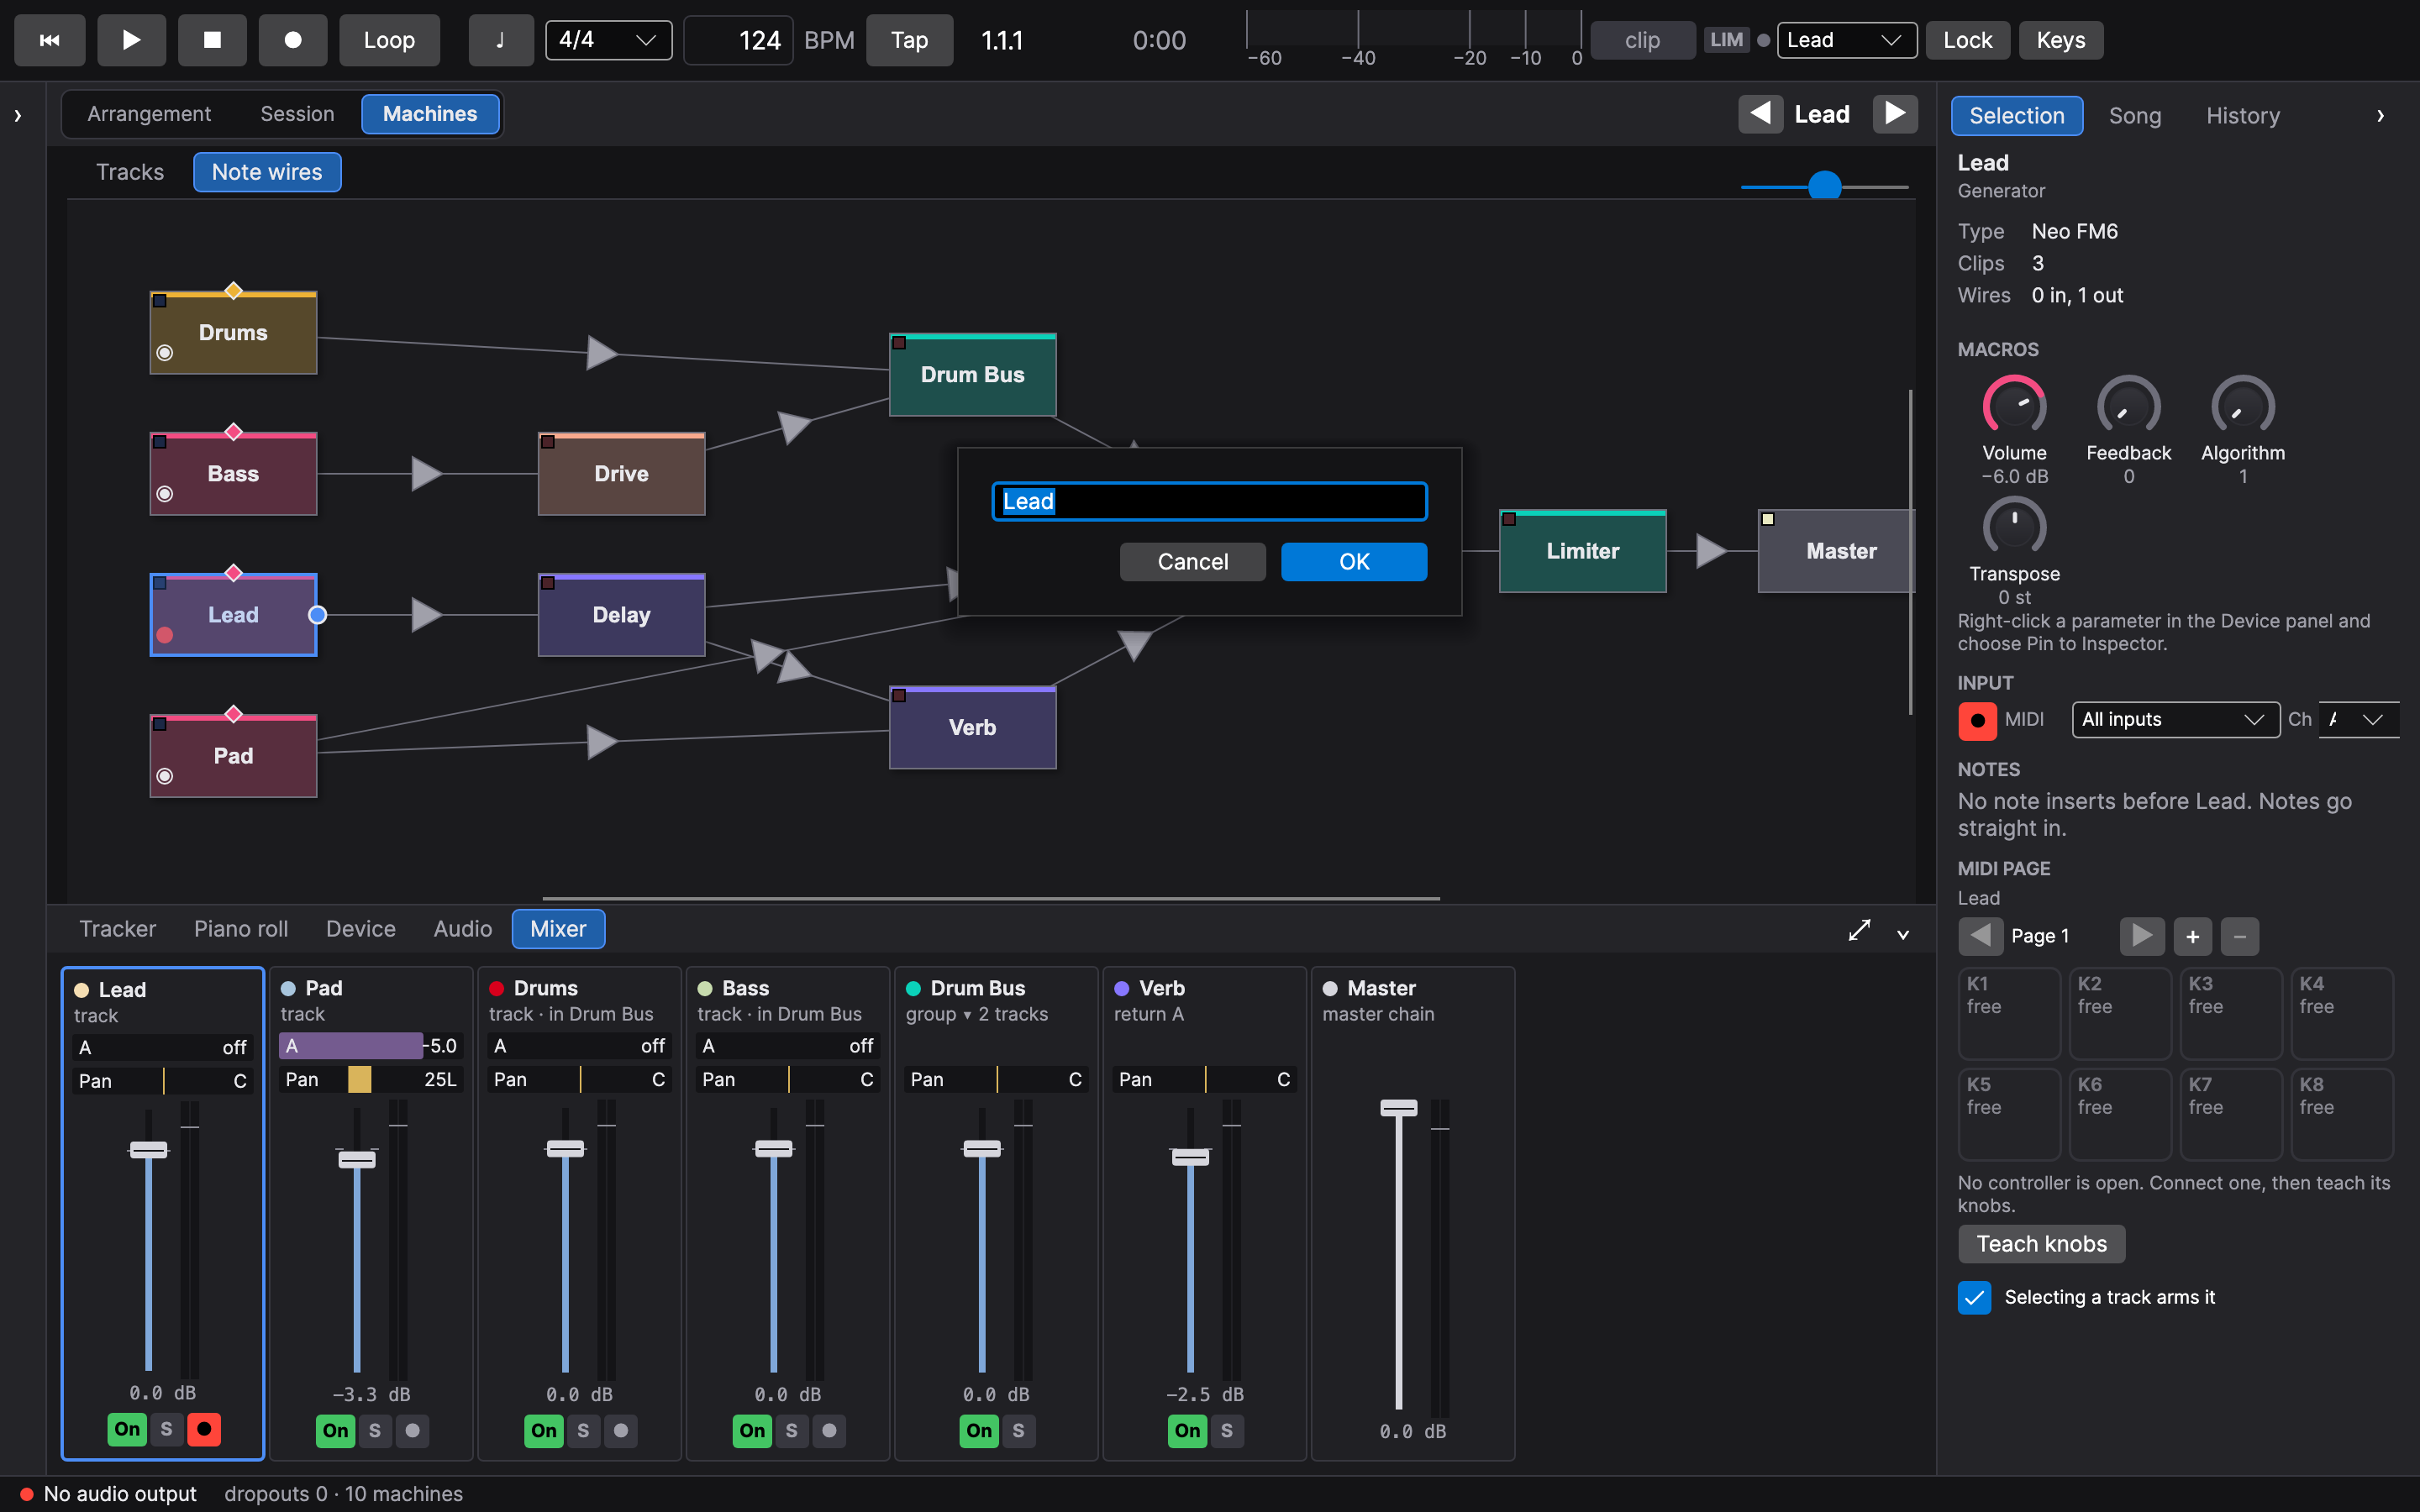 Loop
4/4
124 BPM
Tap
1.1.1
0:00
−60 −40 −20 −10 0
clip
LIM
Lead
Lock
Keys
Arrangement Session Machines
Lead
Tracks Note wires
Drums
Drum Bus
Bass
Drive
Lead
Delay
Pad
Verb
Limiter
Master
Lead
Cancel OK
Selection Song History
Lead
Generator
Type Neo FM6
Clips 3
Wires 0 in, 1 out
MACROS
Volume Feedback Algorithm
−6.0 dB 0 1
Transpose
0 st
Right-click a parameter in the Device panel and
choose Pin to Inspector.
INPUT
MIDI All inputs Ch
NOTES
No note inserts before Lead. Notes go
straight in.
MIDI PAGE
Lead
Page 1 + −
K1 K2 K3 K4
free free free free
K5 K6 K7 K8
free free free free
No controller is open. Connect one, then teach its
knobs.
Teach knobs
Selecting a track arms it
Tracker Piano roll Device Audio Mixer
Lead
track
A off
Pan C
0.0 dB
On S
Pad
track
A −5.0
Pan 25L
−3.3 dB
On S
Drums
track · in Drum Bus
A off
Pan C
0.0 dB
On S
Bass
track · in Drum Bus
A off
Pan C
0.0 dB
On S
Drum Bus
group ▾ 2 tracks
Pan C
0.0 dB
On S
Verb
return A
Pan C
−2.5 dB
On S
Master
master chain
0.0 dB
No audio output dropouts 0 · 10 machines